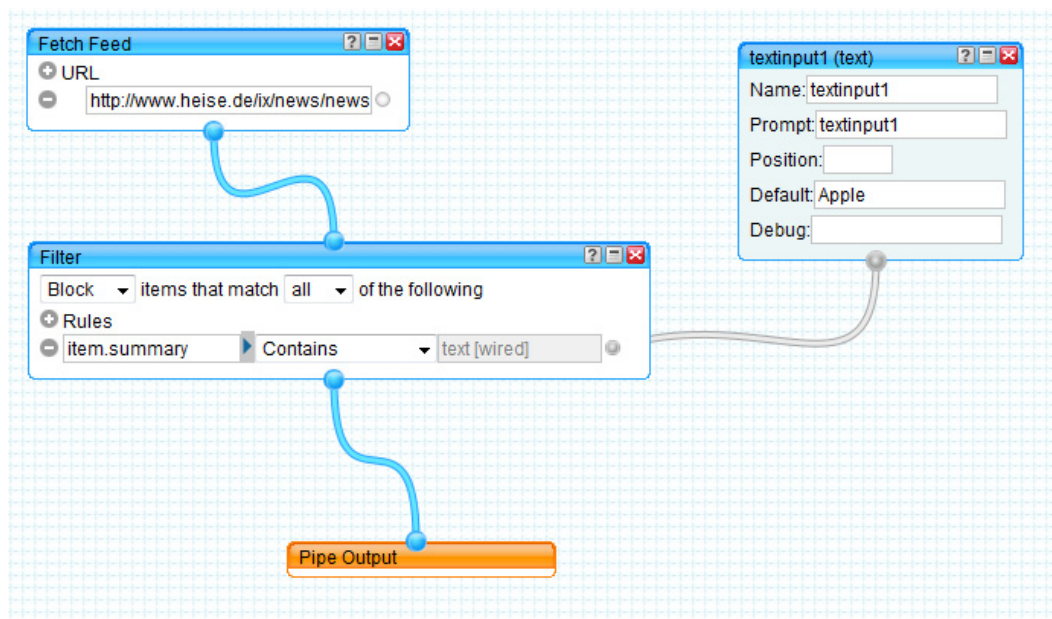 Fetch Feed
URL
http://www.heise.de/ix/news/news
textinput1 (text)
Name: textinput1
Prompt: textinput1
Position:
Default: Apple
Debug:
Filter
Block items that match all of the following
Rules
item.summary Contains text [wired]
Pipe Output